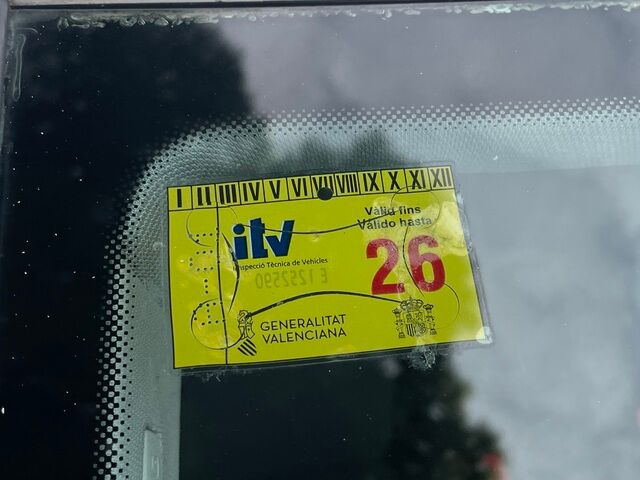 I II III IV V VI VII VIII IX X XI XII
Vàlid fins
Válido hasta
itv
Inspecció Tècnica de Vehicles
26
E 1252590
GENERALITAT
VALENCIANA